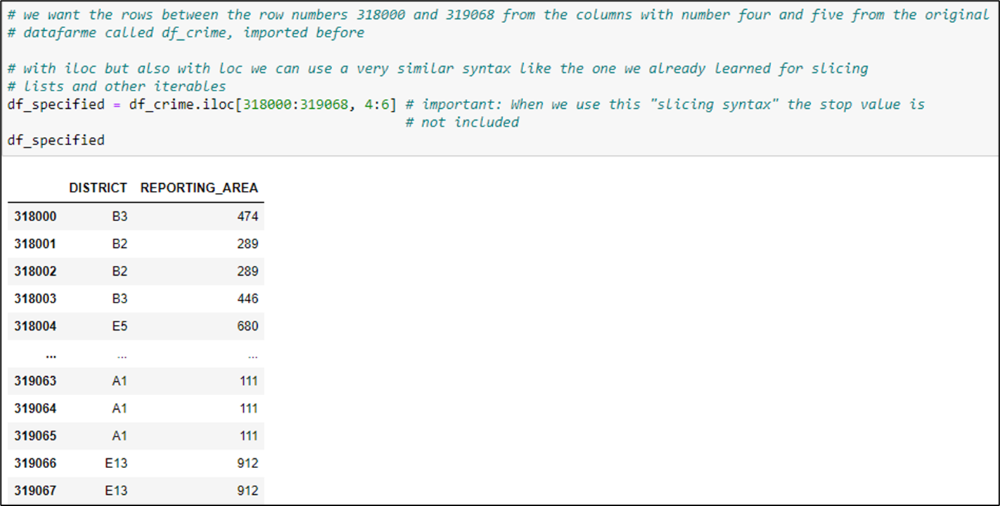 # we want the rows between the row numbers 318000 and 319068 from the columns with number four and five from the original
# datafarme called df_crime, imported before
# with iloc but also with loc we can use a very similar syntax like the one we already learned for slicing
# lists and other iterables
df_specified = df_crime.iloc[318000:319068, 4:6] # important: When we use this "slicing syntax" the stop value is
# not included
df_specified
DISTRICT REPORTING_AREA
318000 B3 474
318001 B2 289
318002 B2 289
318003 B3 446
318004 E5 680
... ... ...
319063 A1 111
319064 A1 111
319065 A1 111
319066 E13 912
319067 E13 912